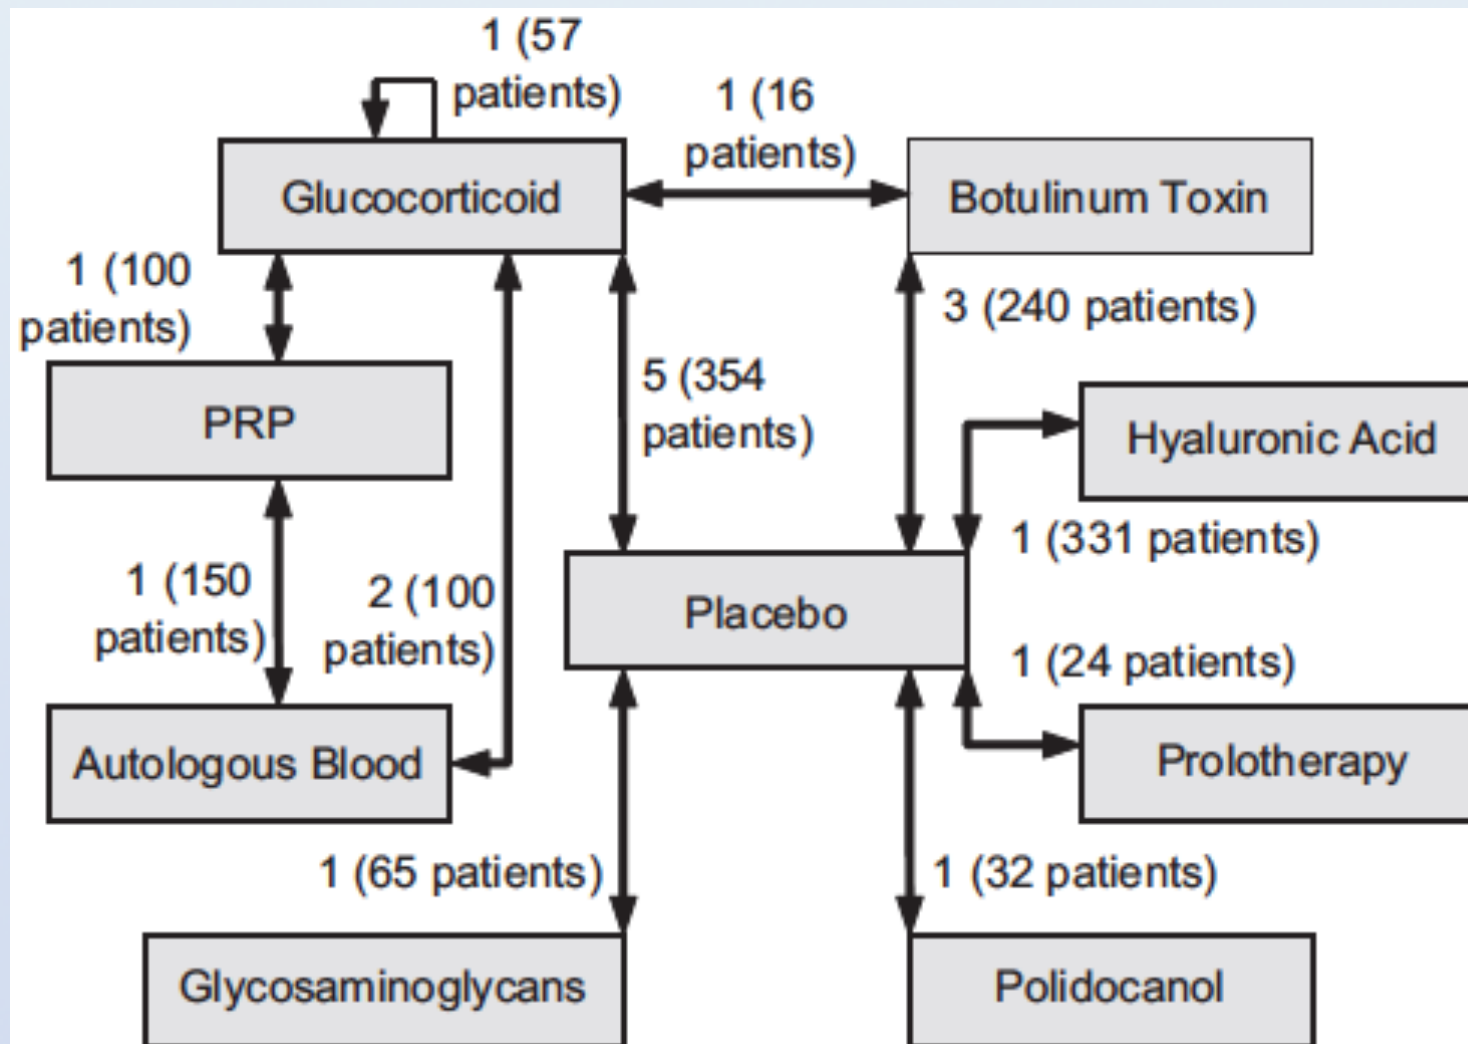 1 (57
patients)
1 (16
patients)
Glucocorticoid
Botulinum Toxin
1 (100
patients)
3 (240 patients)
5 (354
patients)
PRP
Hyaluronic Acid
1 (331 patients)
1 (150
patients)
2 (100
patients)
Placebo
1 (24 patients)
Autologous Blood
Prolotherapy
1 (65 patients)
1 (32 patients)
Glycosaminoglycans
Polidocanol